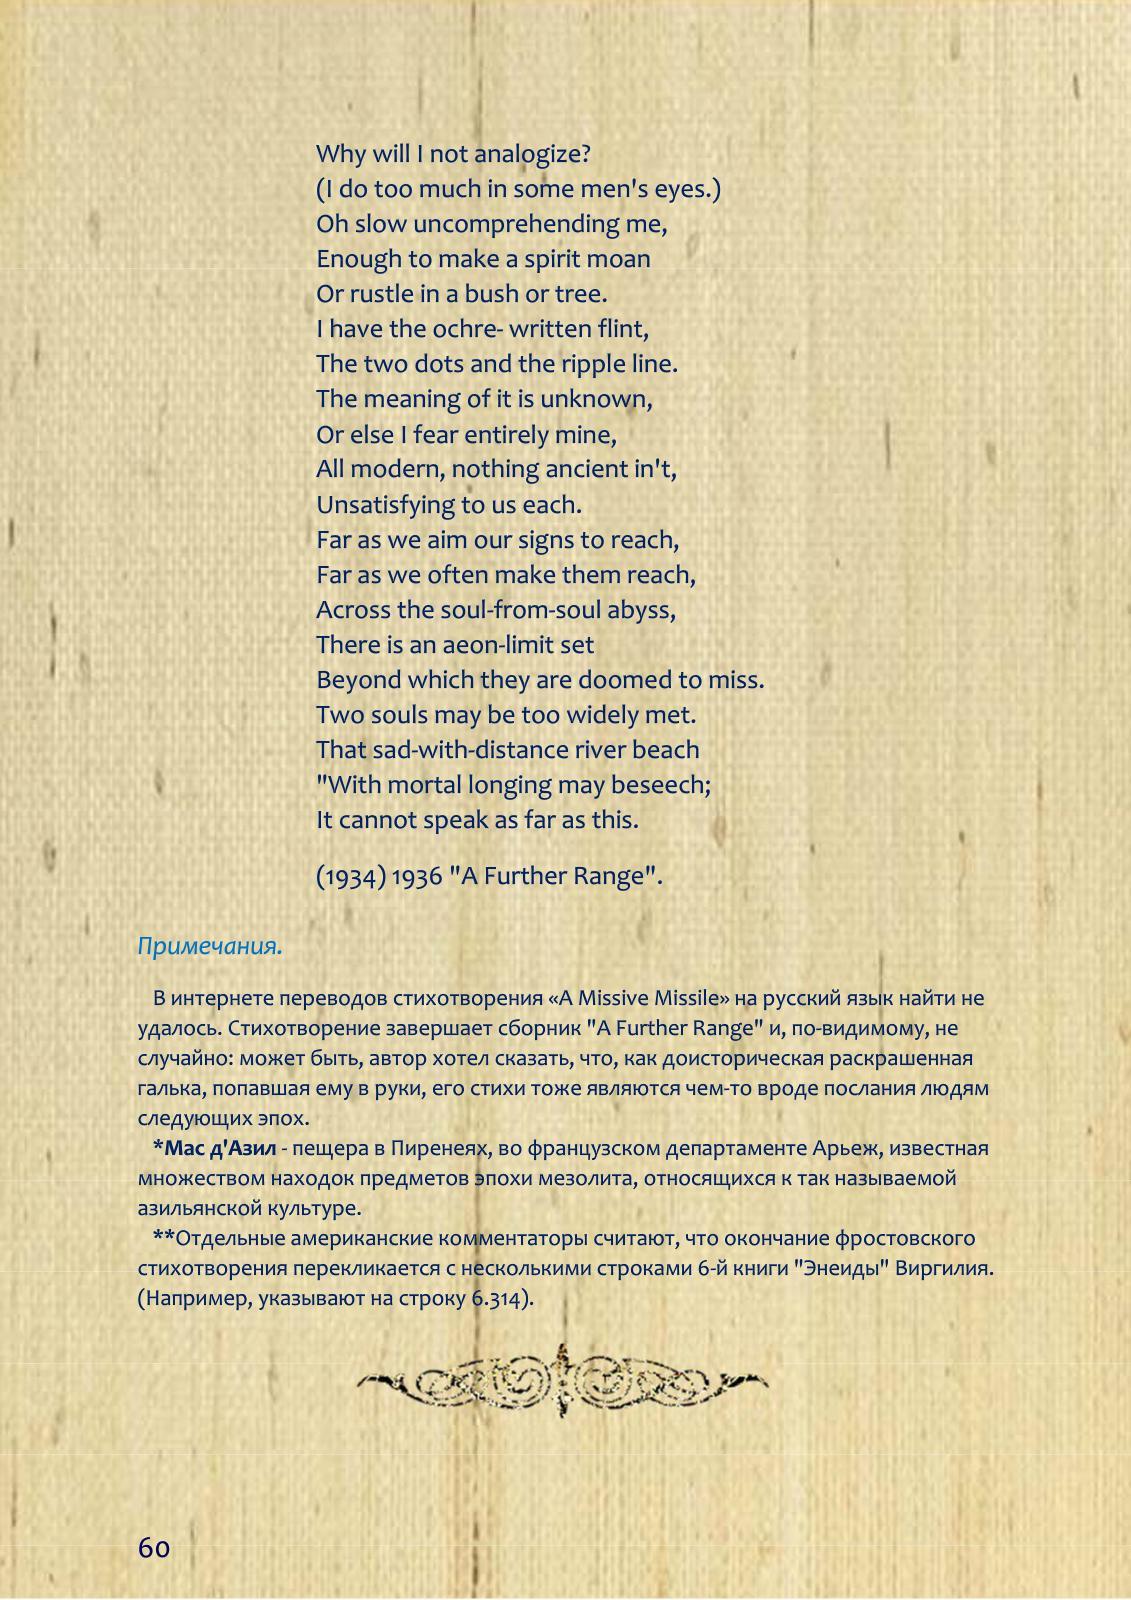 Why will I not analogize?
(I do too much in some men's eyes.)
Oh slow uncomprehending me,
Enough to make a spirit moan
Or rustle in a bush or tree.
I have the ochre- written flint,
The two dots and the ripple line.
The meaning of it is unknown,
Or else I fear entirely mine,
All modern, nothing ancient in't,
Unsatisfying to us each.
Far as we aim our signs to reach,
Far as we often make them reach,
Across the soul-from-soul abyss,
There is an aeon-limit set
Beyond which they are doomed to miss.
Two souls may be too widely met.
That sad-with-distance river beach
"With mortal longing may beseech;
It cannot speak as far as this.
(1934) 1936 "A Further Range".
Примечания.
В интернете переводов стихотворения «A Missive Missile» на русский язык найти не
удалось. Стихотворение завершает сборник "A Further Range" и, по-видимому, не
случайно: может быть, автор хотел сказать, что, как доисторическая раскрашенная
галька, попавшая ему в руки, его стихи тоже являются чем-то вроде послания людям
следующих эпох.
*Мас д'Азил - пещера в Пиренеях, во французском департаменте Арьеж, известная
множеством находок предметов эпохи мезолита, относящихся к так называемой
азильянской культуре.
**Отдельные американские комментаторы считают, что окончание фростовского
стихотворения перекликается с несколькими строками 6-й книги "Энеиды" Виргилия.
(Например, указывают на строку 6.314).
60